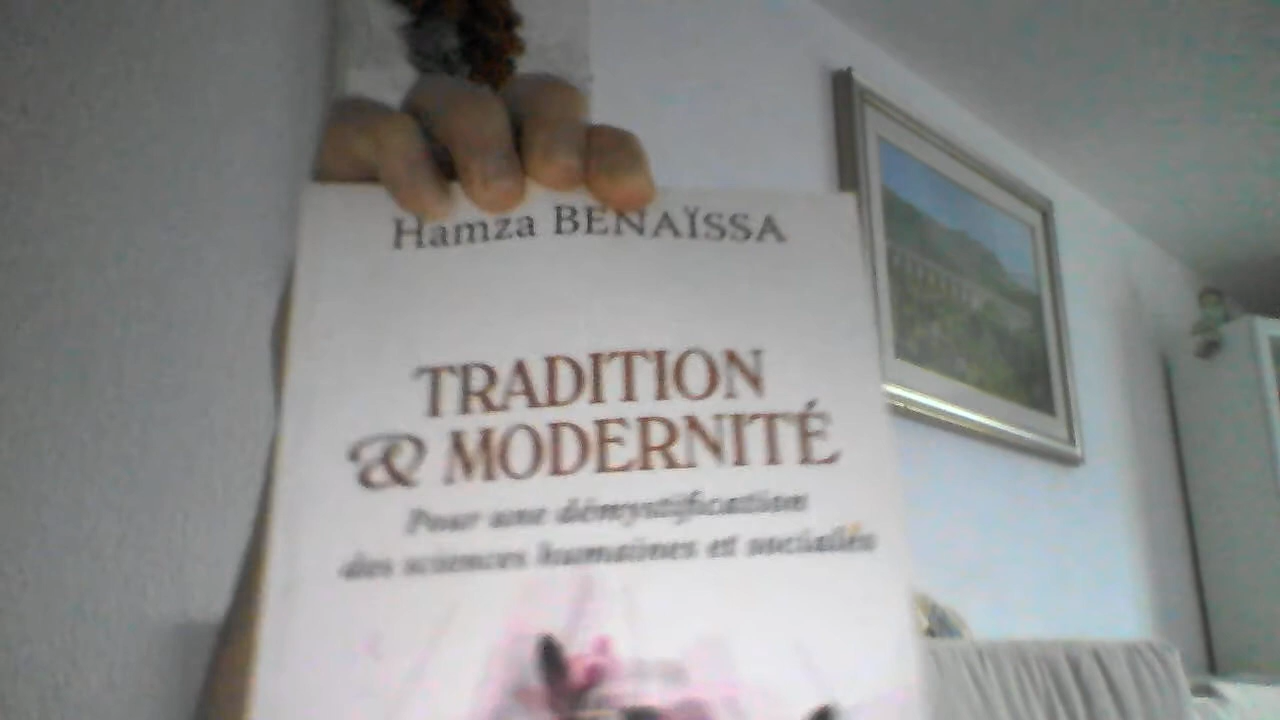 Hamza BENAÏSSA
TRADITION
& MODERNITÉ
Pour une démystification
des sciences humaines et sociales